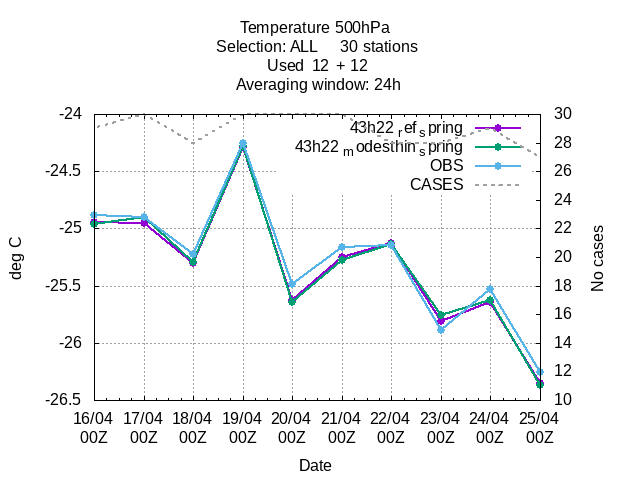 Temperature 500hPa
Selection: ALL 30 stations
Used 12 + 12
Averaging window: 24h
-24
-24.5
-25
-25.5
-26
-26.5
deg C
30
28
26
24
22
20
18
16
14
12
10
No cases
43h22 ref spring
43h22 modesthin spring
OBS
CASES
16/04 17/04 18/04 19/04 20/04 21/04 22/04 23/04 24/04 25/04
00Z 00Z 00Z 00Z 00Z 00Z 00Z 00Z 00Z 00Z
Date